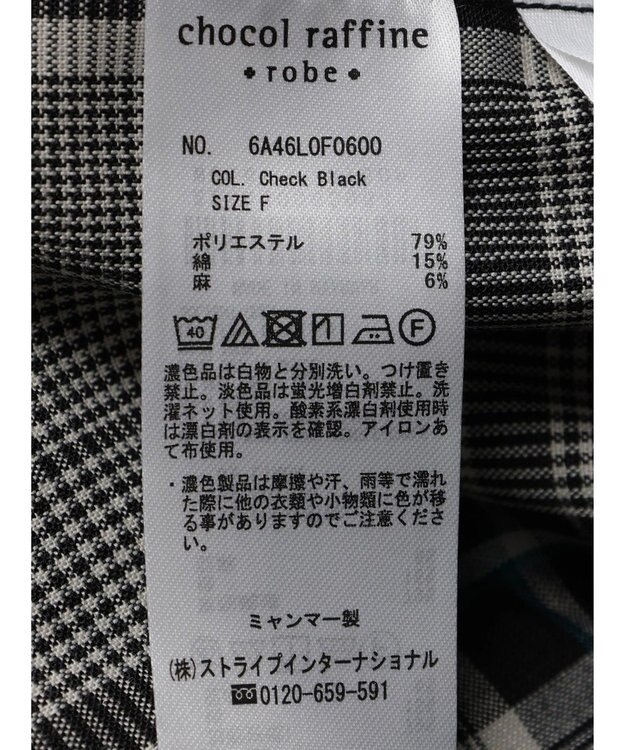 chocol raffine
• robe •
NO. 6A46L0F0600
COL. Check Black
SIZE F
ポリエステル 79%
綿 15%
麻 6%
40 F
濃色品は白物と分別洗い。つけ置き
禁止。淡色品は蛍光増白剤禁止。洗
濯ネット使用。酸素系漂白剤使用時
は漂白剤の表示を確認。アイロンあ
て布使用。
・濃色製品は摩擦や汗、雨等で濡れ
た際に他の衣類や小物類に色が移
る事がありますのでご注意くださ
い。
ミャンマー製
(株)ストライプインターナショナル
0120-659-591